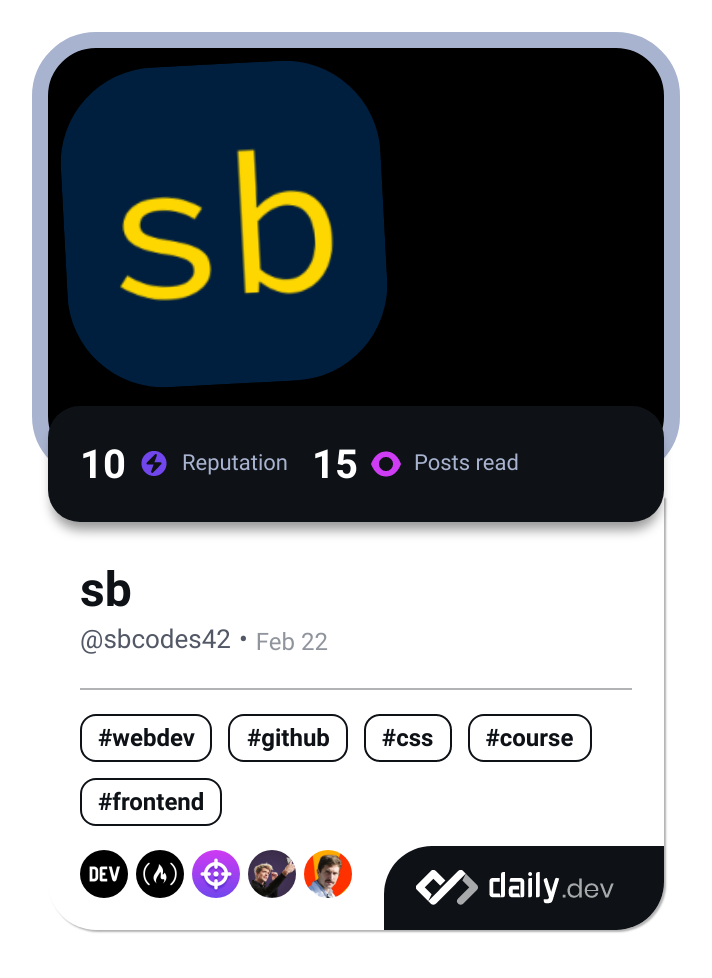 sb
10 Reputation 15 Posts read
sb
@sbcodes42 • Feb 22
#webdev #github #css #course
#frontend
DEV
daily.dev